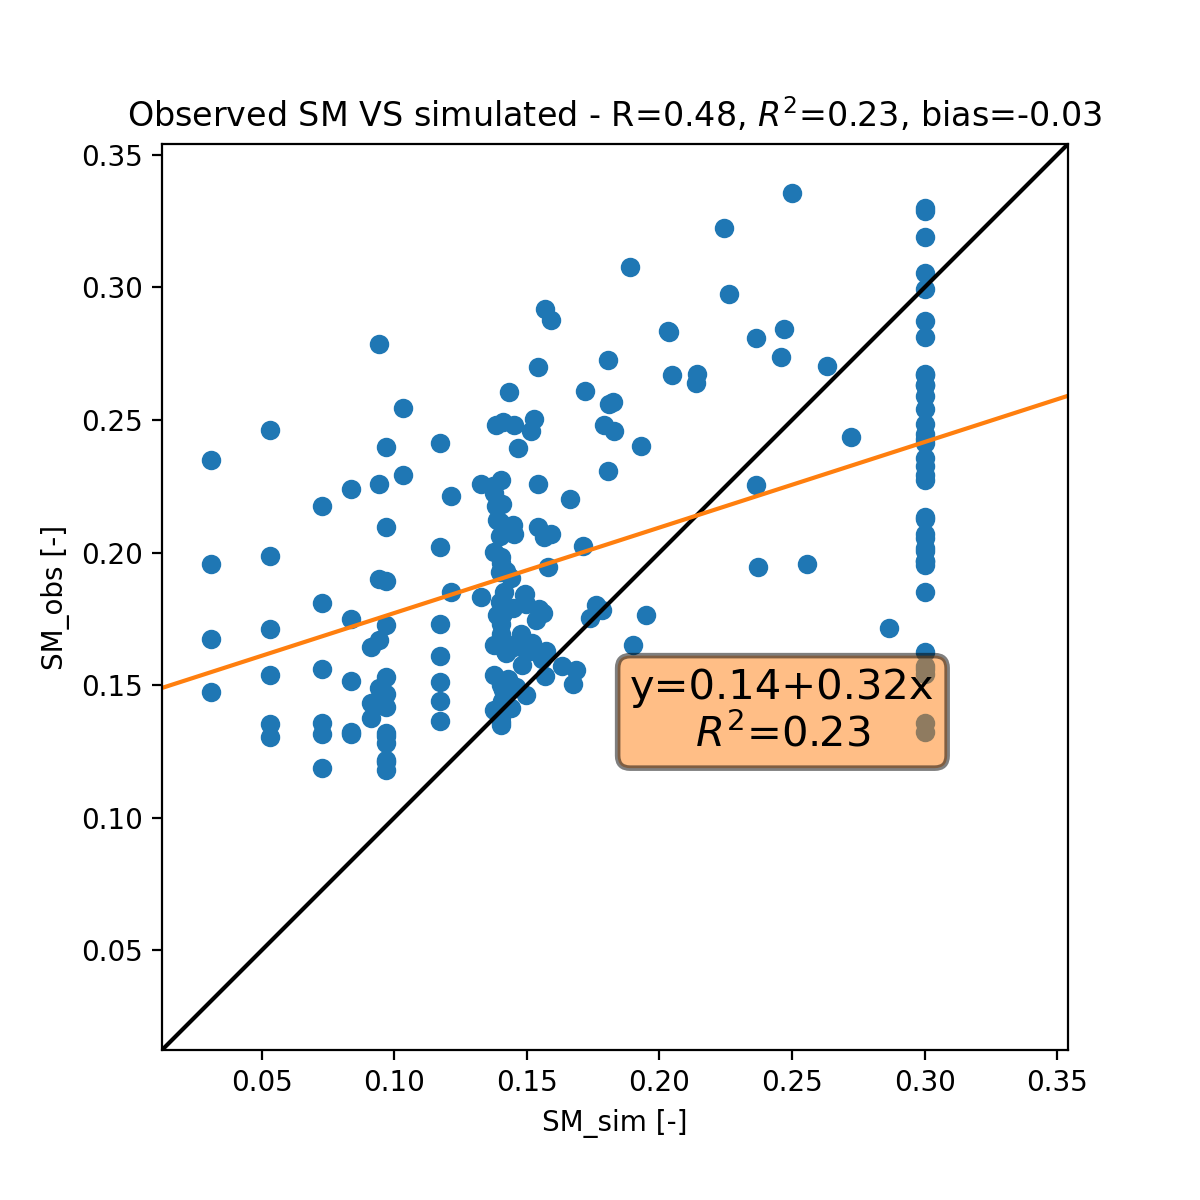 Observed SM VS simulated - R=0.48, R²=0.23, bias=-0.03
0.35
0.30
0.25
0.20
0.15
0.10
0.05
SM_obs [-]
y=0.14+0.32x
R²=0.23
0.05 0.10 0.15 0.20 0.25 0.30 0.35
SM_sim [-]